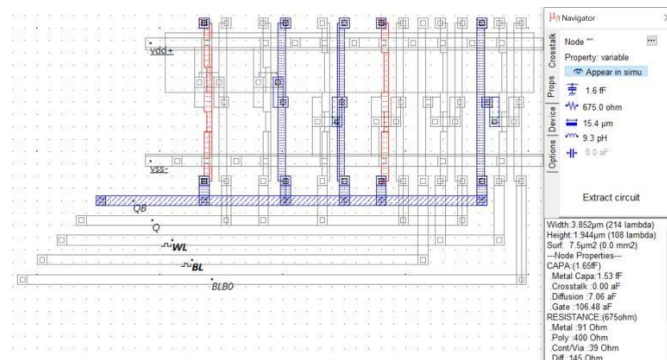 Navigator
Node ""
Property: variable
Appear in simu
1.6 fF
675.0 ohm
15.4 µm
9.3 pH
0.0 aF
Extract circuit
Crosstalk
Props
Device
Options
Width:3.852µm (214 lambda)
Height:1.944µm (108 lambda)
Surf: 7.5µm2 (0.0 mm2)
---Node Properties---
CAPA:(1.65fF)
Metal Capa:1.53 fF
Crosstalk :0.00 aF
Diffusion :7.06 aF
Gate :106.48 aF
RESISTANCE:(675ohm)
Metal :91 Ohm
Poly :400 Ohm
Cont/Via :39 Ohm
Diff :145 Ohm
vdd+
vss-
QB
Q
WL
BL
BLB0